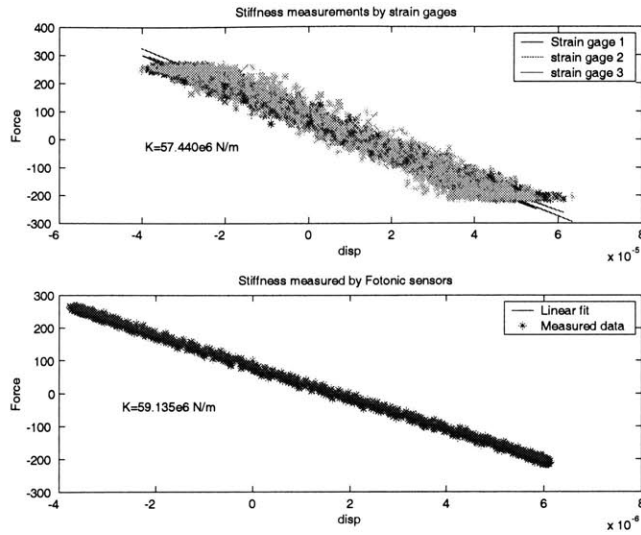 Stiffness measurements by strain gages
400
300
200
100
0
-100
-200
-300
Force
Strain gage 1
strain gage 2
strain gage 3
K=57.440e6 N/m
-6 -4 -2 0 2 4 6 8
disp
x 10⁻⁵
Stiffness measured by Fotonic sensors
300
200
100
0
-100
-200
-300
Force
Linear fit
Measured data
K=59.135e6 N/m
-4 -2 0 2 4 6 8
disp
x 10⁻⁶